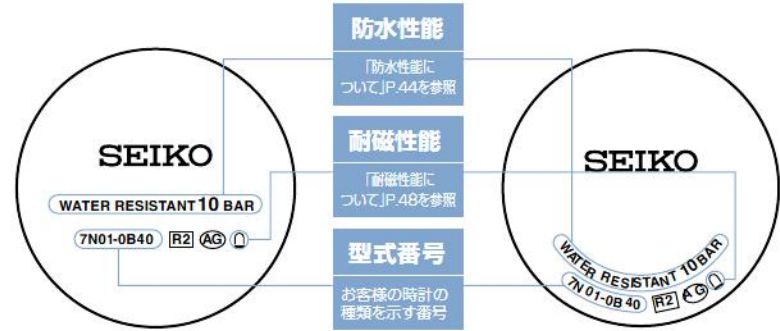 防水性能
「防水性能に
ついて」P.44を参照
耐磁性能
「耐磁性能に
ついて」P.48を参照
型式番号
お客様の時計の
種類を示す番号
SEIKO
WATER RESISTANT 10 BAR
7N01-0B40 R2 AG
SEIKO
WATER RESISTANT 10 BAR
7N01-0B40 R2 AG